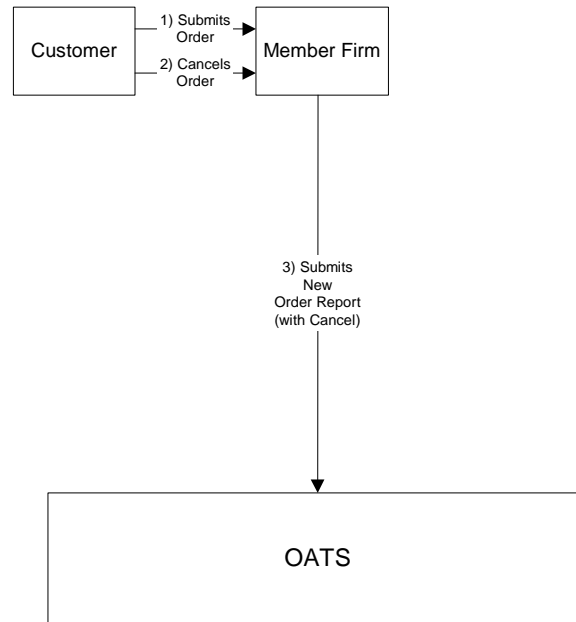 Customer
1) Submits
Order
2) Cancels
Order
Member Firm
3) Submits
New
Order Report
(with Cancel)
OATS